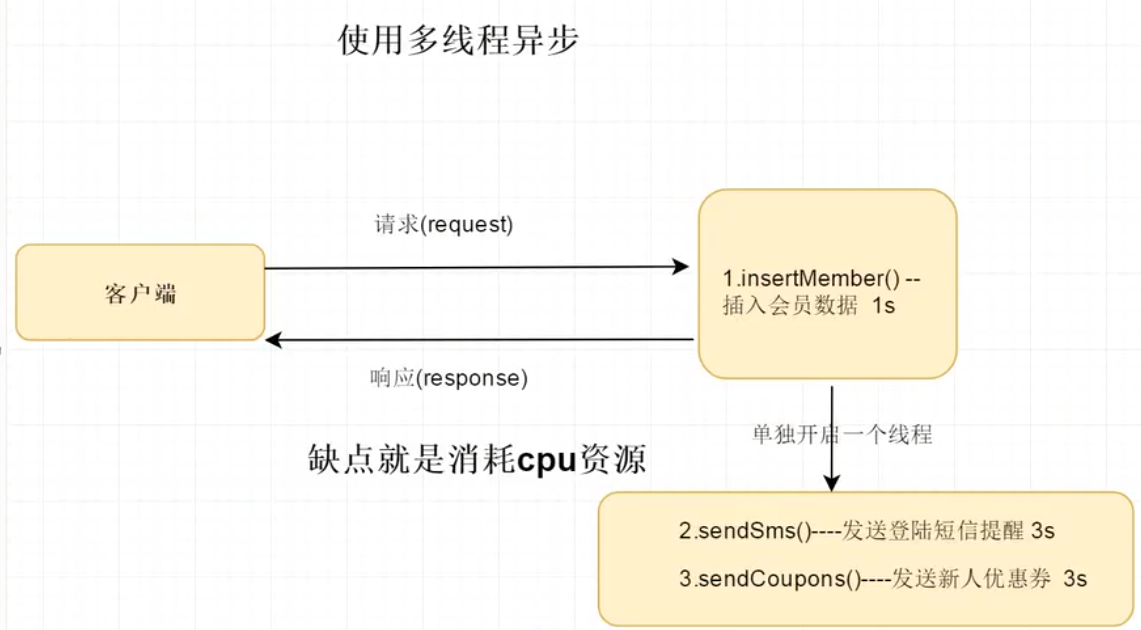 使用多线程异步
请求(request)
客户端
1.insertMember() --
插入会员数据 1s
响应(response)
单独开启一个线程
缺点就是消耗cpu资源
2.sendSms()----发送登陆短信提醒 3s
3.sendCoupons()----发送新人优惠券 3s